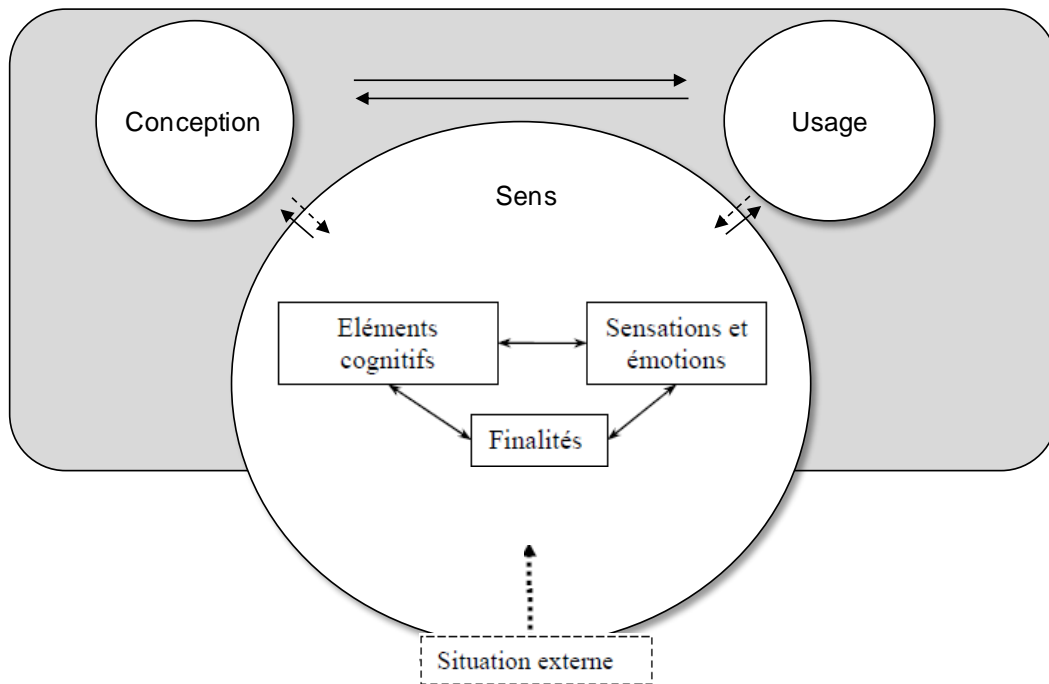 Conception
Usage
Sens
Eléments
cognitifs
Sensations et
émotions
Finalités
Situation externe